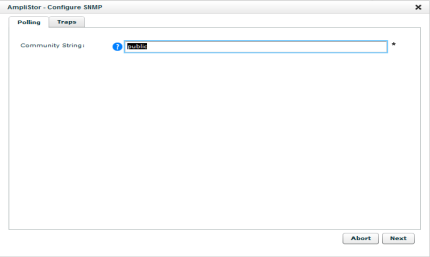 AmpliStor - Configure SNMP
Polling Traps
Community String: ? public *
Abort Next